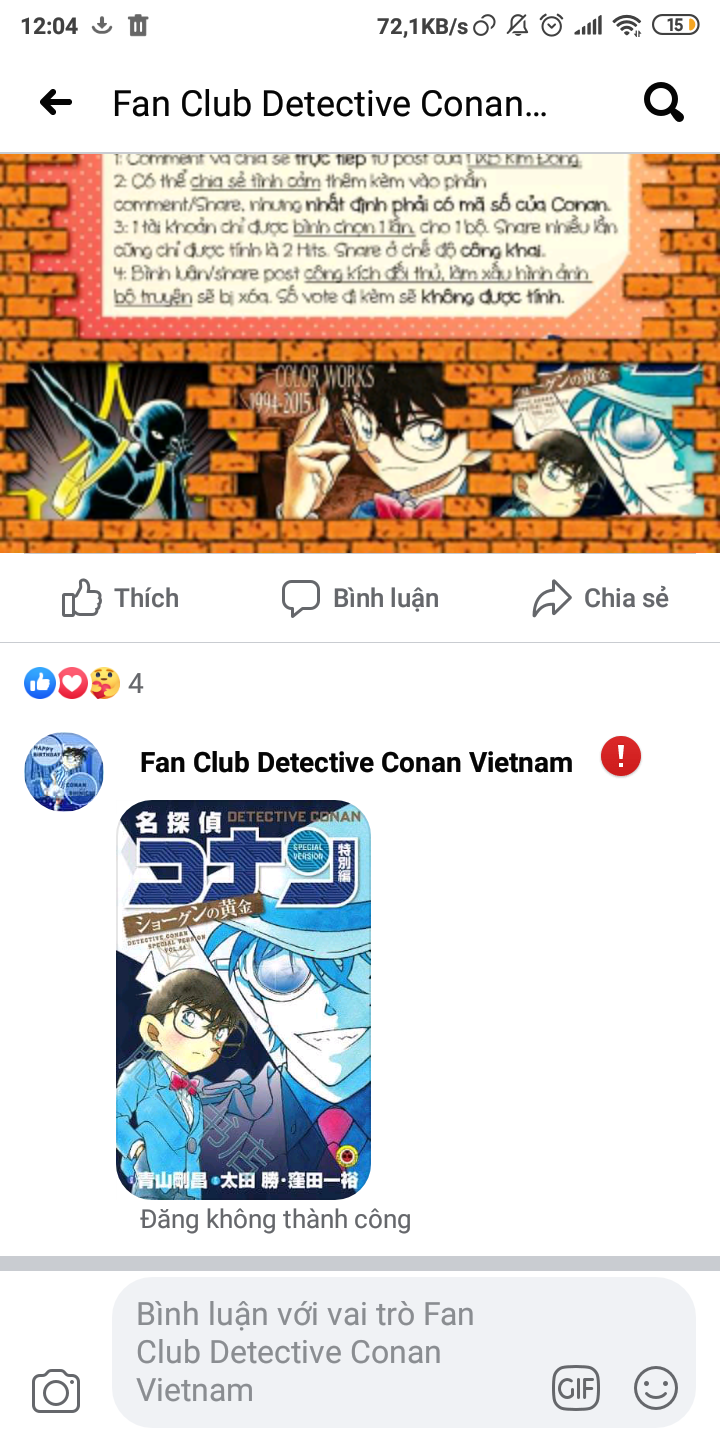 12:04
72,1KB/s
15
Fan Club Detective Conan...
1: Comment và chia sẻ trực tiếp từ post của NXB Kim Đồng.
2: Có thể chia sẻ tình cảm thêm kèm vào phần
comment/Share, nhưng nhất định phải có mã số của Conan.
3: 1 tài khoản chỉ được bình chọn 1 lần cho 1 bộ. Share nhiều lần
cũng chỉ được tính là 2 Hits. Share ở chế độ công khai.
4: Bình luận/share post công kích đối thủ, làm xấu hình ảnh
bộ truyện sẽ bị xóa. Số vote đi kèm sẽ không được tính.
COLOR WORKS
1994-2015
ョーゲンの黄金
Thích
Bình luận
Chia sẻ
4
HAPPY
BIRTHDAY
CONAN
SHINICHI
Fan Club Detective Conan Vietnam
!
名探偵 DETECTIVE CONAN
コナン
SPECIAL
VERSION
特別編
ショーゲンの黄金
DETECTIVE CONAN
SPECIAL VERSION
VOL.44
书店
青山剛昌・太田 勝・窪田一裕
Đăng không thành công
Bình luận với vai trò Fan
Club Detective Conan
Vietnam
GIF